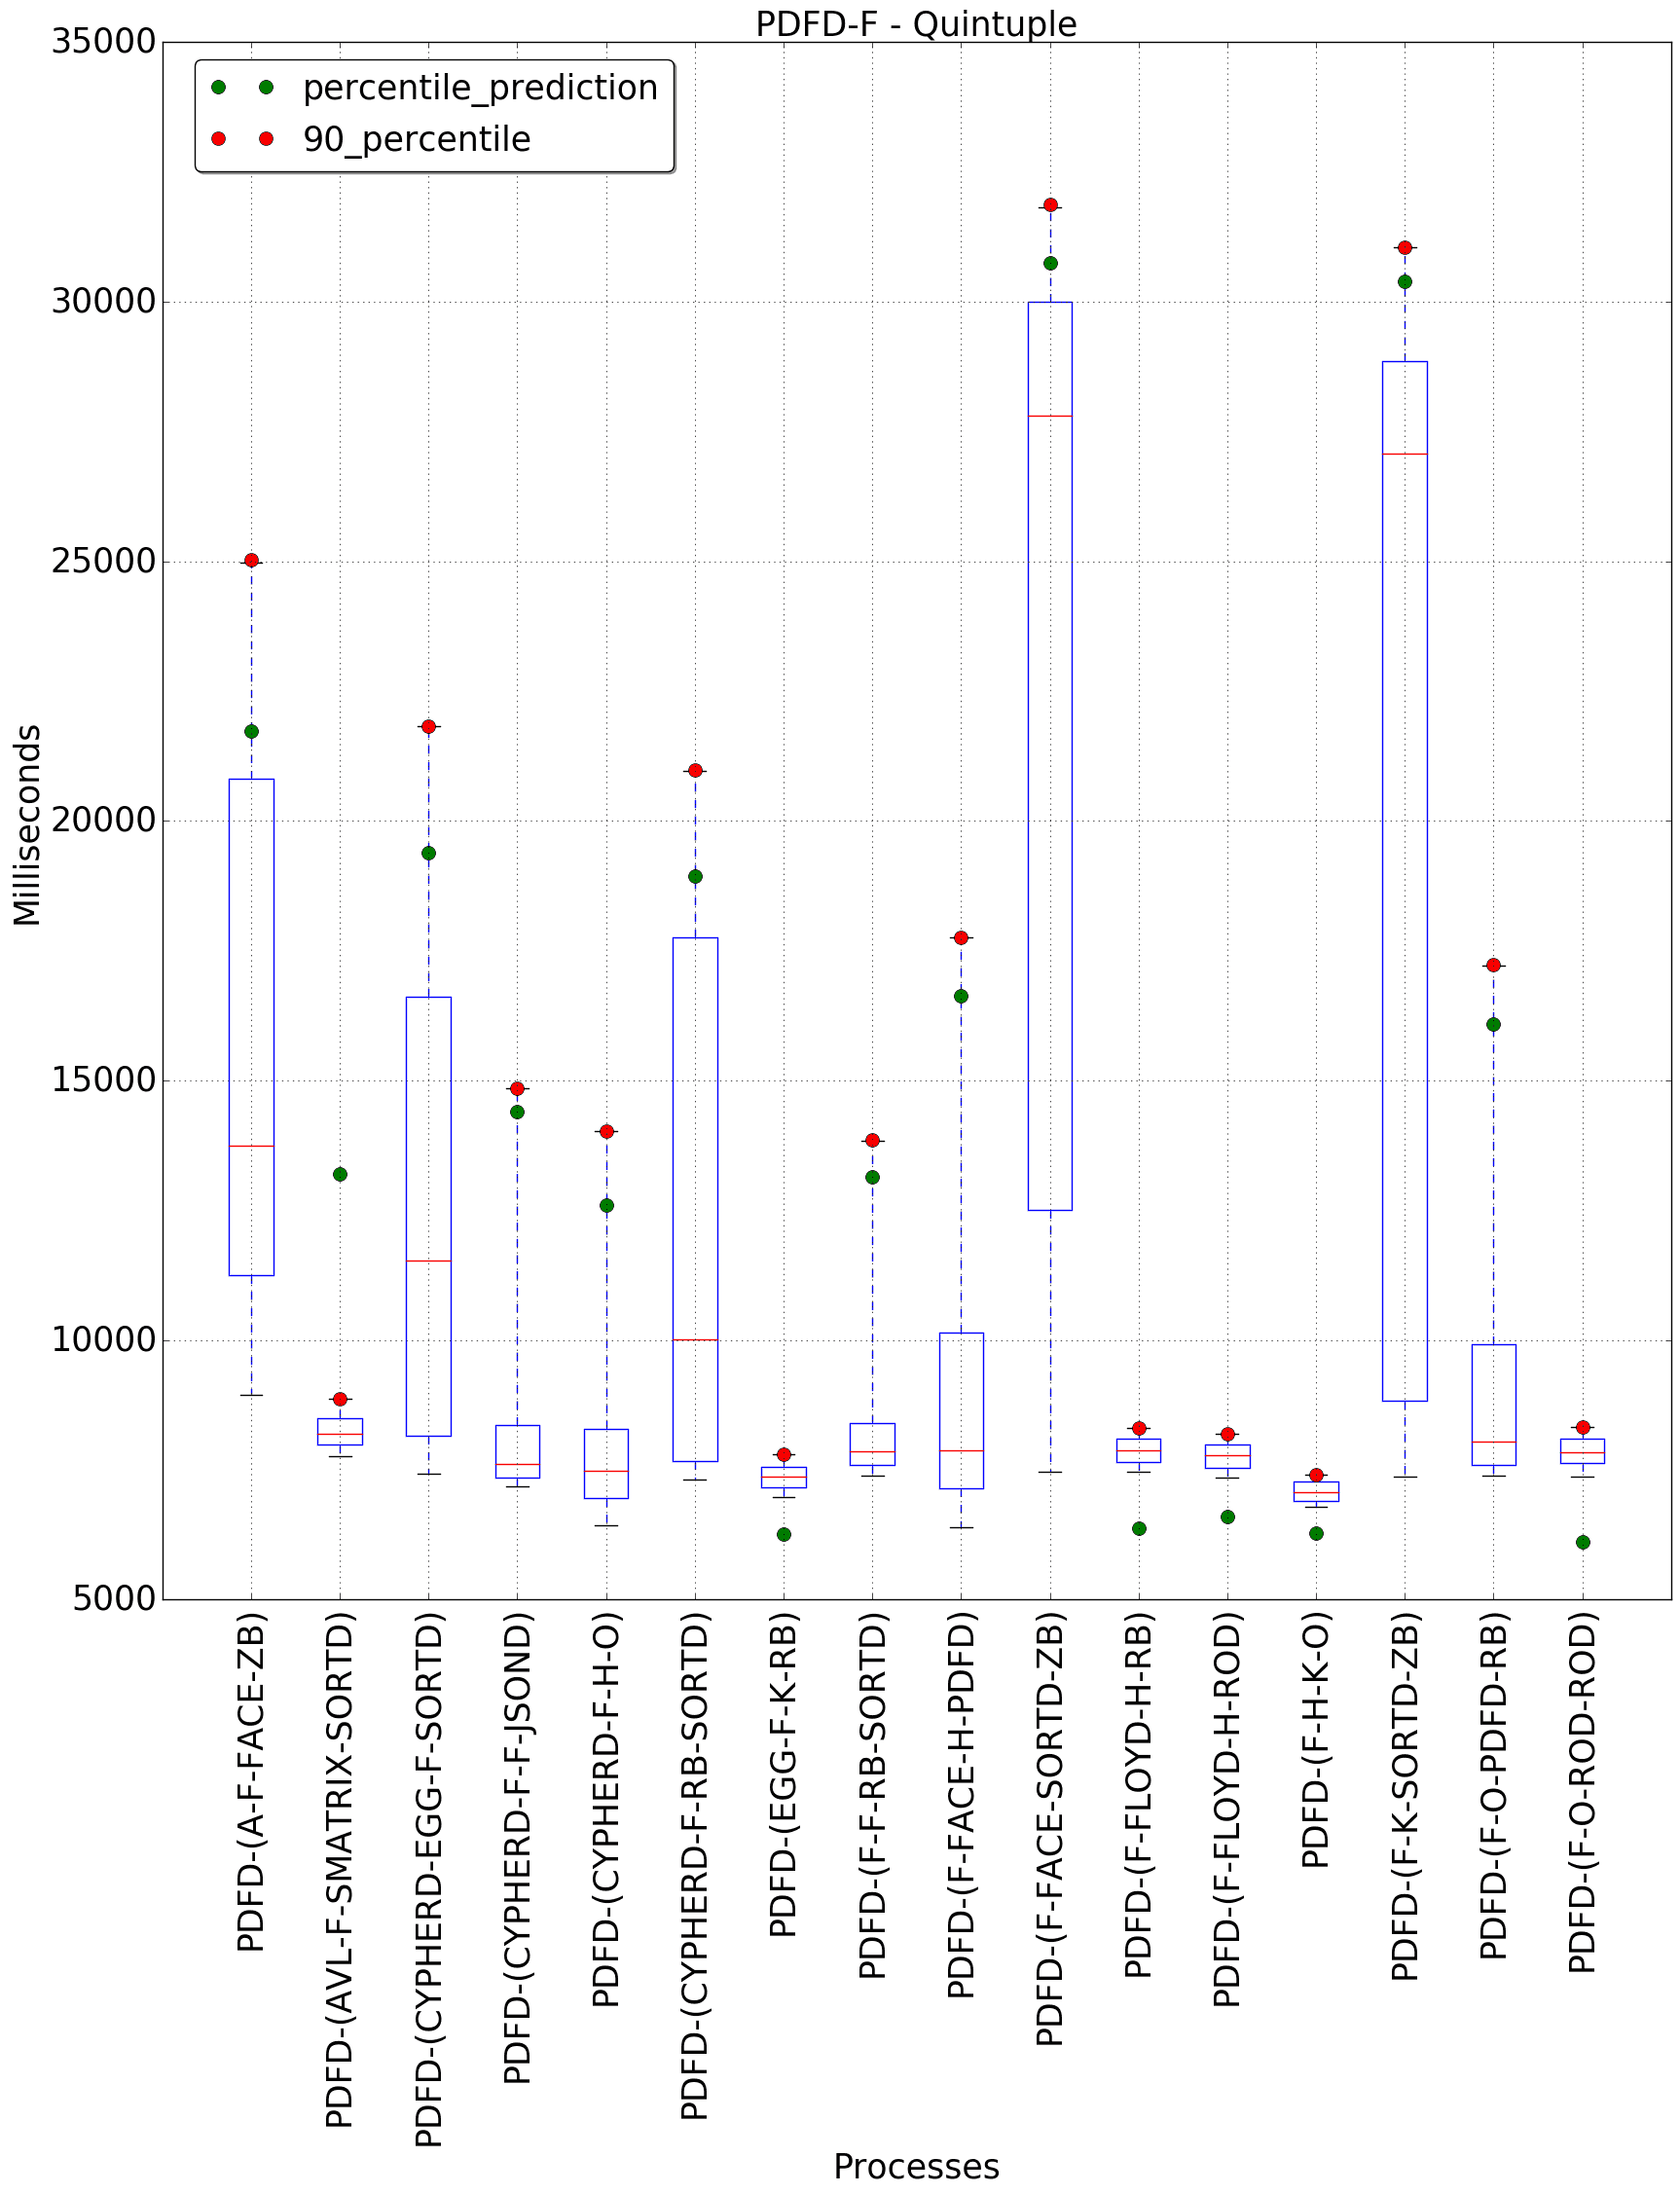 PDFD-F - Quintuple
percentile_prediction
90_percentile
35000
30000
25000
20000
15000
10000
5000
Milliseconds
PDFD-(A-F-FACE-ZB)
PDFD-(AVL-F-SMATRIX-SORTD)
PDFD-(CYPHERD-EGG-F-SORTD)
PDFD-(CYPHERD-F-F-JSOND)
PDFD-(CYPHERD-F-H-O)
PDFD-(CYPHERD-F-RB-SORTD)
PDFD-(EGG-F-K-RB)
PDFD-(F-F-RB-SORTD)
PDFD-(F-FACE-H-PDFD)
PDFD-(F-FACE-SORTD-ZB)
PDFD-(F-FLOYD-H-RB)
PDFD-(F-FLOYD-H-ROD)
PDFD-(F-H-K-O)
PDFD-(F-K-SORTD-ZB)
PDFD-(F-O-PDFD-RB)
PDFD-(F-O-ROD-ROD)
Processes